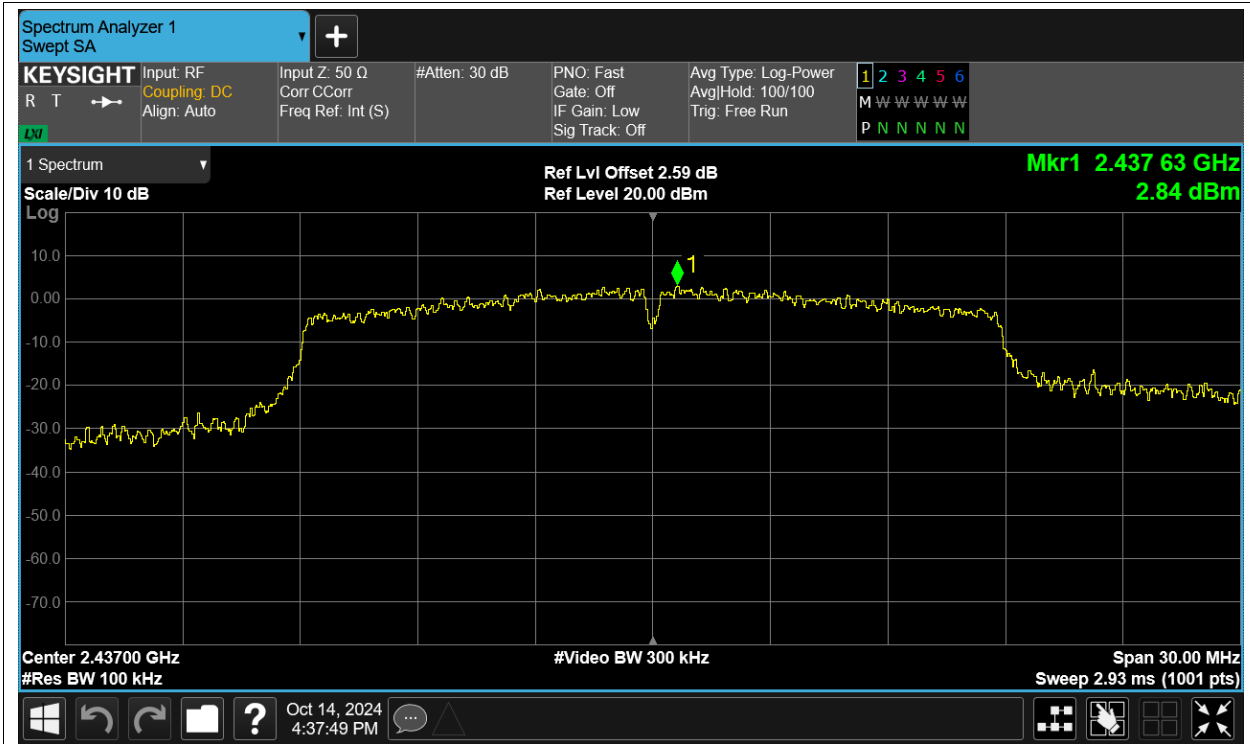 Spectrum Analyzer 1
Swept SA
+
KEYSIGHT
R T
LXI
Input: RF
Coupling: DC
Align: Auto
Input Z: 50 Ω
Corr CCorr
Freq Ref: Int (S)
#Atten: 30 dB
PNO: Fast
Gate: Off
IF Gain: Low
Sig Track: Off
Avg Type: Log-Power
Avg|Hold: 100/100
Trig: Free Run
1 2 3 4 5 6
M W W W W W
P N N N N N
1 Spectrum
Scale/Div 10 dB
Log
Ref Lvl Offset 2.59 dB
Ref Level 20.00 dBm
Mkr1 2.437 63 GHz
2.84 dBm
1
10.0
0.00
-10.0
-20.0
-30.0
-40.0
-50.0
-60.0
-70.0
Center 2.43700 GHz
#Res BW 100 kHz
#Video BW 300 kHz
Span 30.00 MHz
Sweep 2.93 ms (1001 pts)
?
Oct 14, 2024
4:37:49 PM